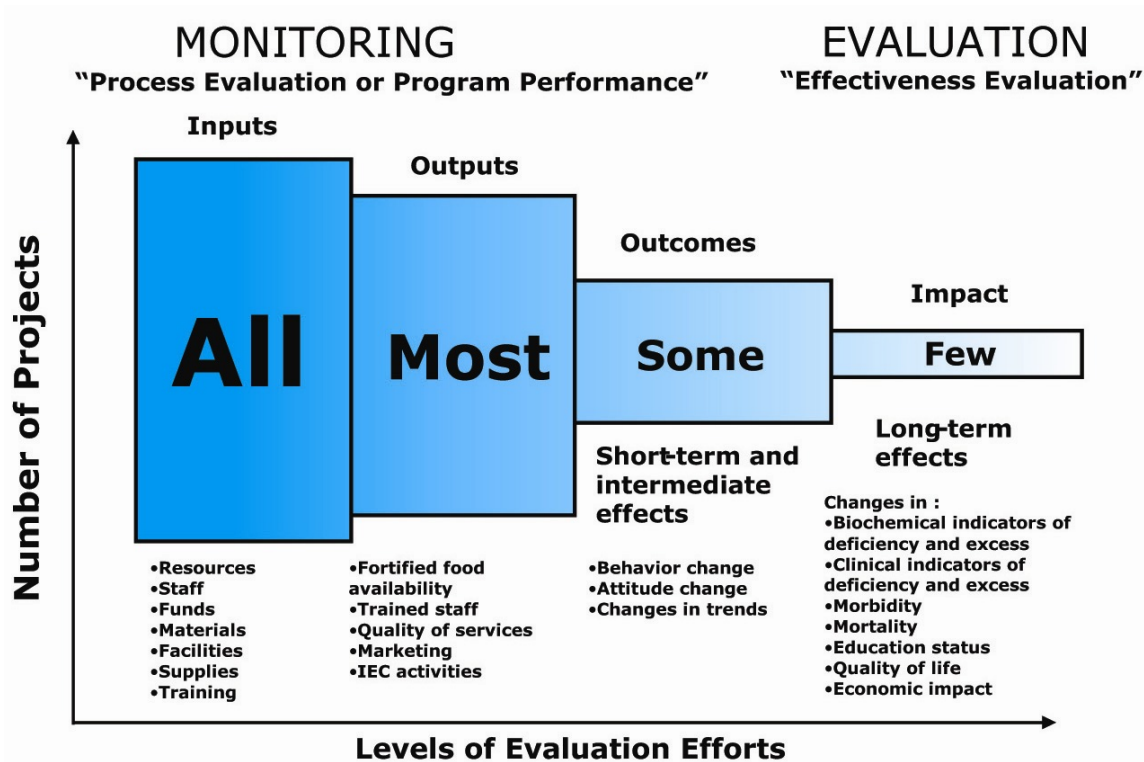 MONITORING
“Process Evaluation or Program Performance”
EVALUATION
“Effectiveness Evaluation”
Number of Projects
Inputs
All
•Resources
•Staff
•Funds
•Materials
•Facilities
•Supplies
•Training
Outputs
Most
•Fortified food
availability
•Trained staff
•Quality of services
•Marketing
•IEC activities
Outcomes
Some
Short-term and
intermediate
effects
•Behavior change
•Attitude change
•Changes in trends
Impact
Few
Long-term
effects
Changes in :
•Biochemical indicators of
deficiency and excess
•Clinical indicators of
deficiency and excess
•Morbidity
•Mortality
•Education status
•Quality of life
•Economic impact
Levels of Evaluation Efforts